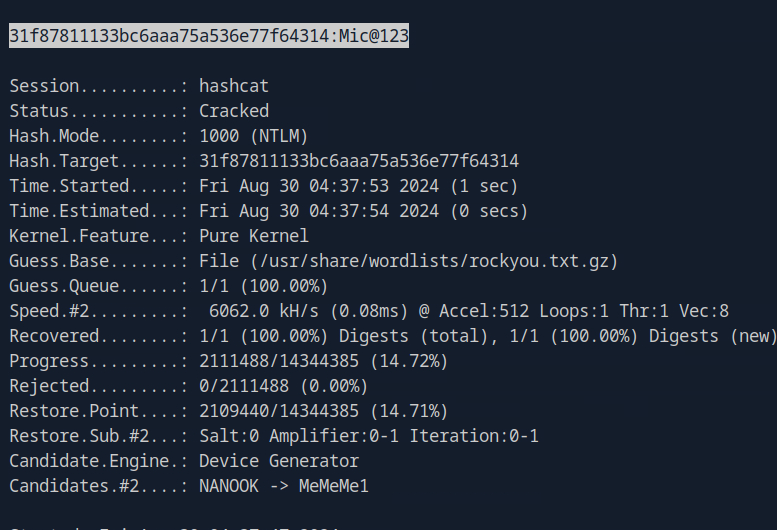 31f87811133bc6aaa75a536e77f64314:Mic@123
Session..........: hashcat
Status...........: Cracked
Hash.Mode........: 1000 (NTLM)
Hash.Target......: 31f87811133bc6aaa75a536e77f64314
Time.Started.....: Fri Aug 30 04:37:53 2024 (1 sec)
Time.Estimated...: Fri Aug 30 04:37:54 2024 (0 secs)
Kernel.Feature...: Pure Kernel
Guess.Base.......: File (/usr/share/wordlists/rockyou.txt.gz)
Guess.Queue......: 1/1 (100.00%)
Speed.#2.........:  6062.0 kH/s (0.08ms) @ Accel:512 Loops:1 Thr:1 Vec:8
Recovered........: 1/1 (100.00%) Digests (total), 1/1 (100.00%) Digests (new)
Progress.........: 2111488/14344385 (14.72%)
Rejected.........: 0/2111488 (0.00%)
Restore.Point....: 2109440/14344385 (14.71%)
Restore.Sub.#2...: Salt:0 Amplifier:0-1 Iteration:0-1
Candidate.Engine.: Device Generator
Candidates.#2....: NANOOK -> MeMeMe1